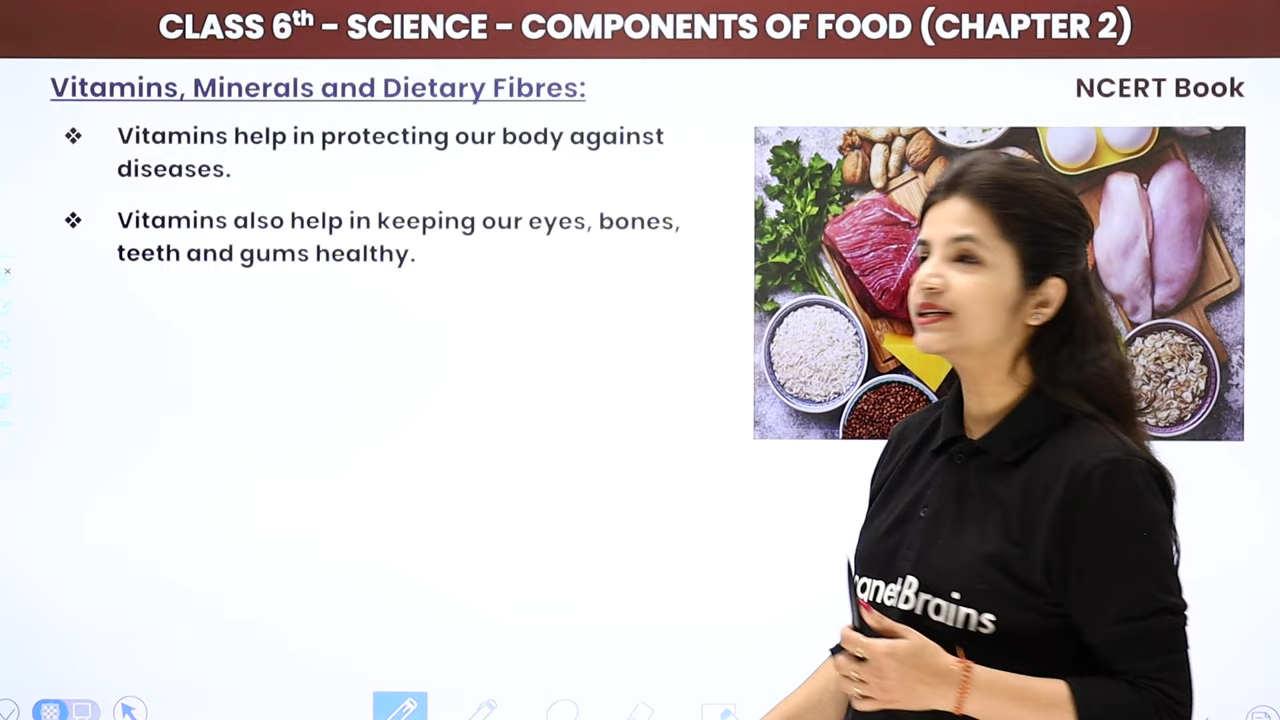 CLASS 6th - SCIENCE - COMPONENTS OF FOOD (CHAPTER 2)
Vitamins, Minerals and Dietary Fibres:
NCERT Book
❖ Vitamins help in protecting our body against
diseases.
❖ Vitamins also help in keeping our eyes, bones,
teeth and gums healthy.
anetBrains